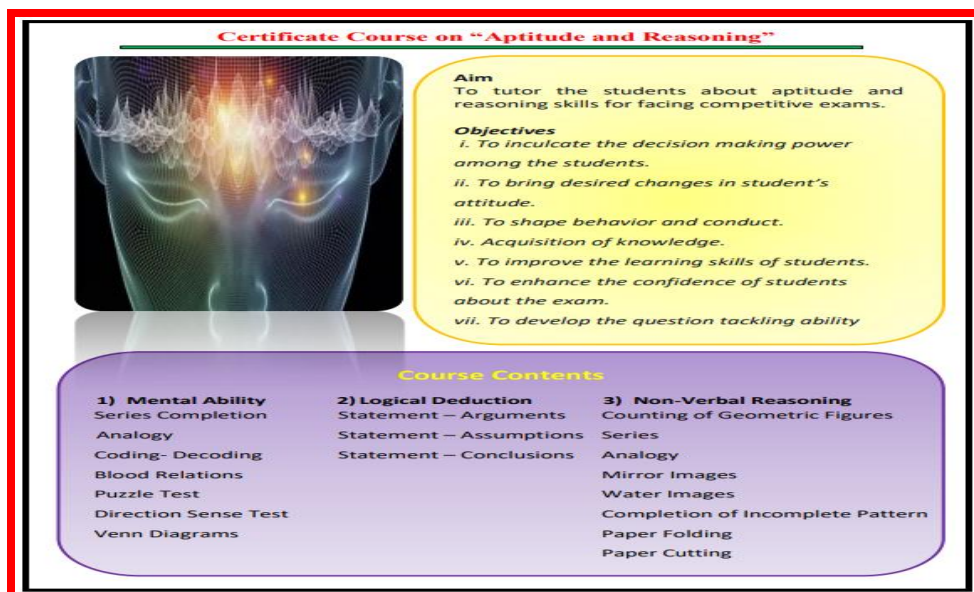 Certificate Course on “Aptitude and Reasoning”
Aim
To tutor the students about aptitude and
reasoning skills for facing competitive exams.
Objectives
i. To inculcate the decision making power
among the students.
ii. To bring desired changes in student’s
attitude.
iii. To shape behavior and conduct.
iv. Acquisition of knowledge.
v. To improve the learning skills of students.
vi. To enhance the confidence of students
about the exam.
vii. To develop the question tackling ability
Course Contents
1) Mental Ability
Series Completion
Analogy
Coding- Decoding
Blood Relations
Puzzle Test
Direction Sense Test
Venn Diagrams
2) Logical Deduction
Statement – Arguments
Statement – Assumptions
Statement – Conclusions
3) Non-Verbal Reasoning
Counting of Geometric Figures
Series
Analogy
Mirror Images
Water Images
Completion of Incomplete Pattern
Paper Folding
Paper Cutting